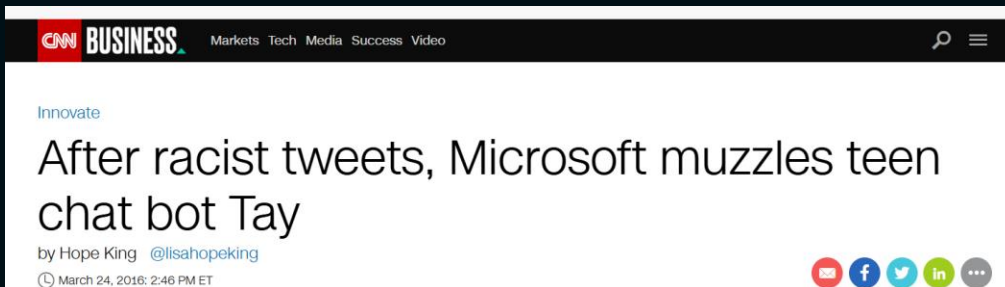 CNN BUSINESS Markets Tech Media Success Video
Innovate
After racist tweets, Microsoft muzzles teen
chat bot Tay
by Hope King @lisahopeking
March 24, 2016: 2:46 PM ET